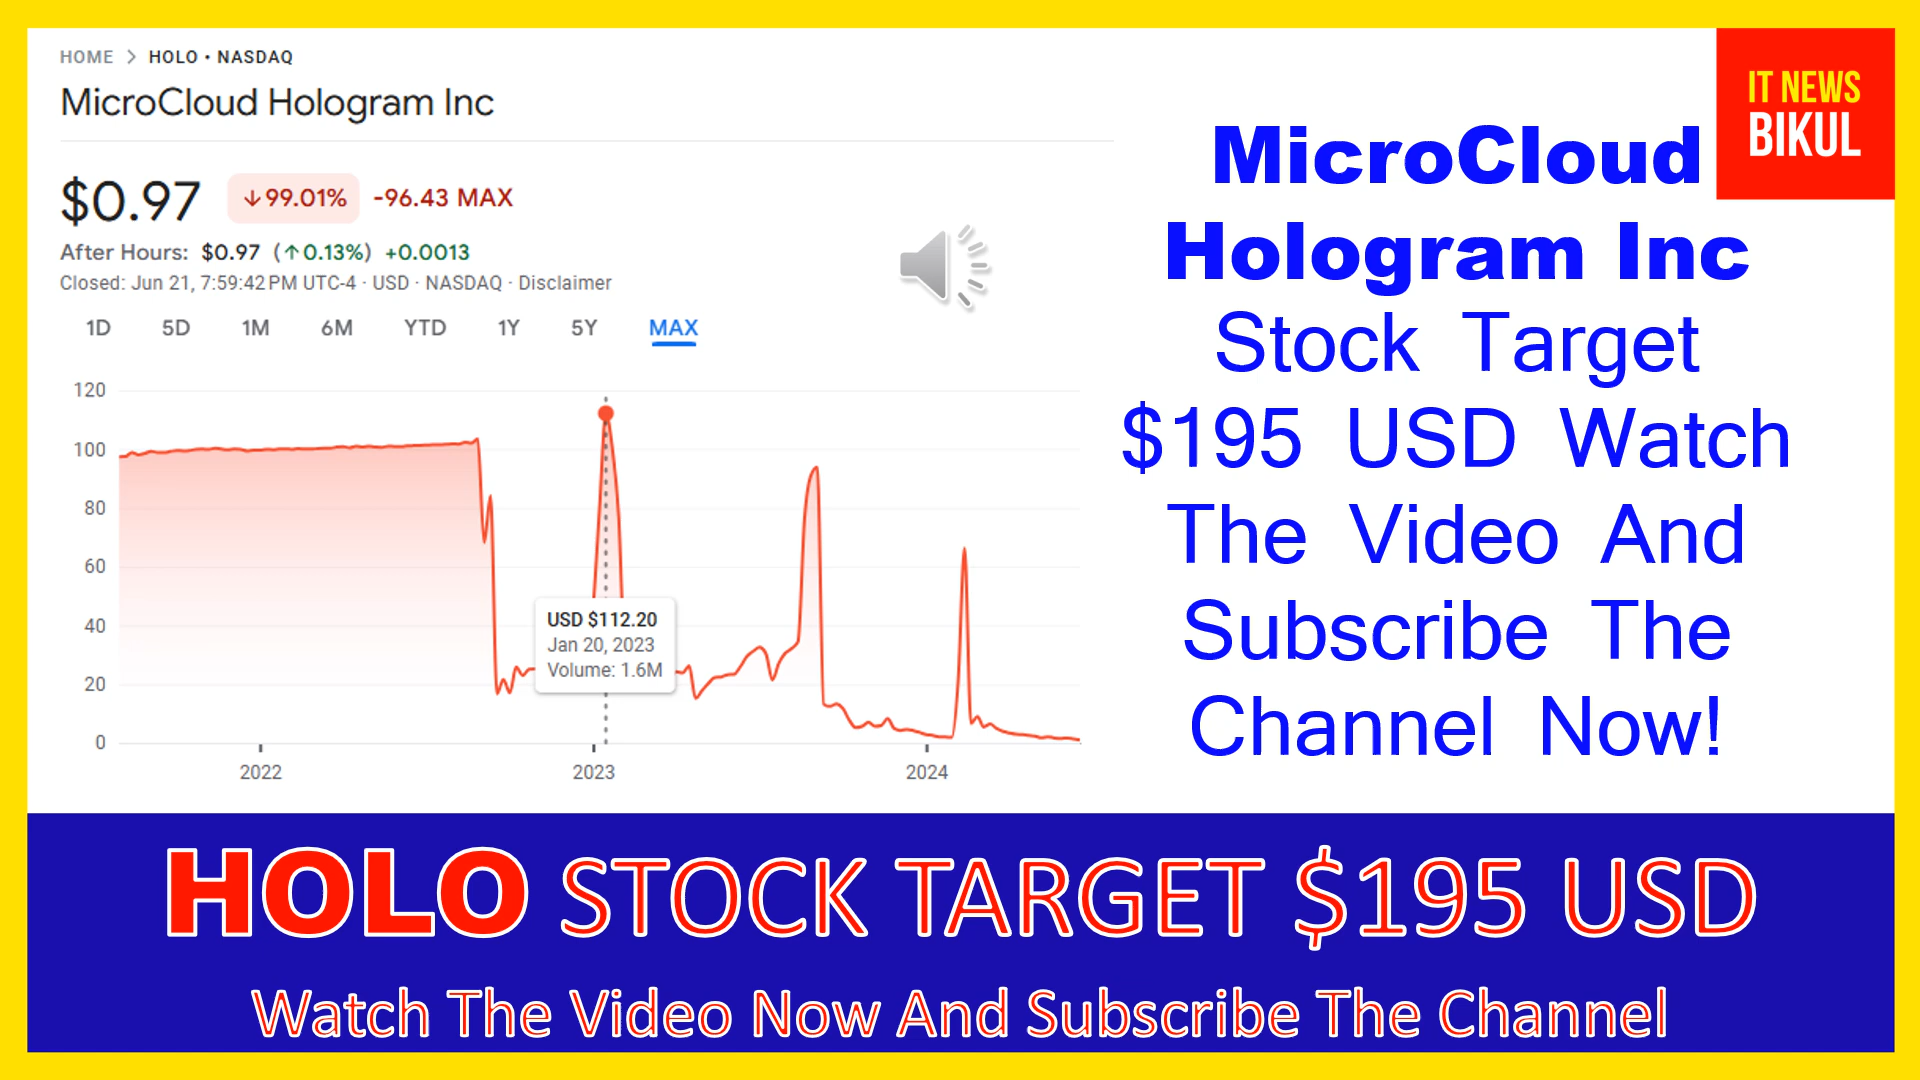 HOME > HOLO • NASDAQ
MicroCloud Hologram Inc
$0.97 ↓99.01% -96.43 MAX
After Hours: $0.97 (↑0.13%) +0.0013
Closed: Jun 21, 7:59:42 PM UTC-4 · USD · NASDAQ · Disclaimer
1D 5D 1M 6M YTD 1Y 5Y MAX
120
100
80
60
40
20
0
USD $112.20
Jan 20, 2023
Volume: 1.6M
2022 2023 2024
IT NEWS
BIKUL
MicroCloud
Hologram Inc
Stock Target
$195 USD Watch
The Video And
Subscribe The
Channel Now!
HOLO STOCK TARGET $195 USD
Watch The Video Now And Subscribe The Channel